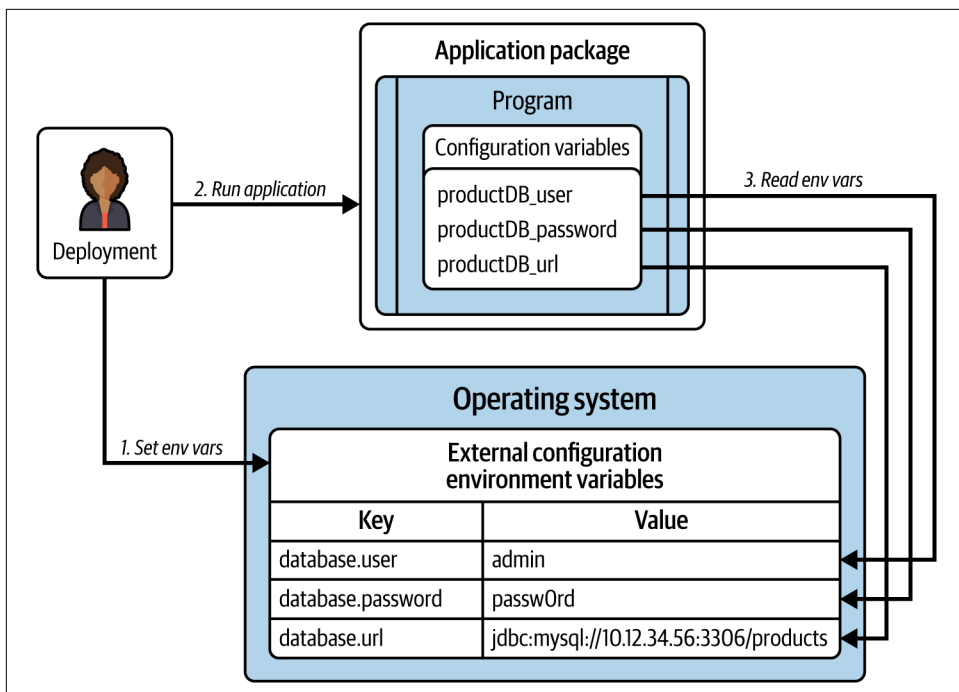 Application package
Program
Configuration variables
productDB_user
productDB_password
productDB_url
Deployment
2. Run application
3. Read env vars
1. Set env vars
Operating system
External configuration
environment variables
Key Value
database.user admin
database.password passw0rd
database.url jdbc:mysql://10.12.34.56:3306/products